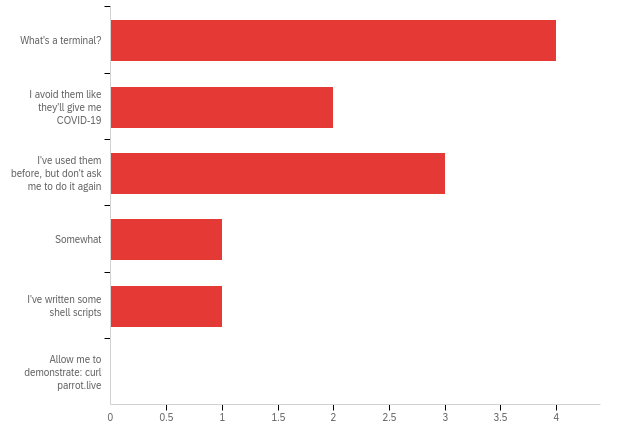 What's a terminal?
I avoid them like
they'll give me
COVID-19
I've used them
before, but don't ask
me to do it again
Somewhat
I've written some
shell scripts
Allow me to
demonstrate: curl
parrot.live
0 0.5 1 1.5 2 2.5 3 3.5 4